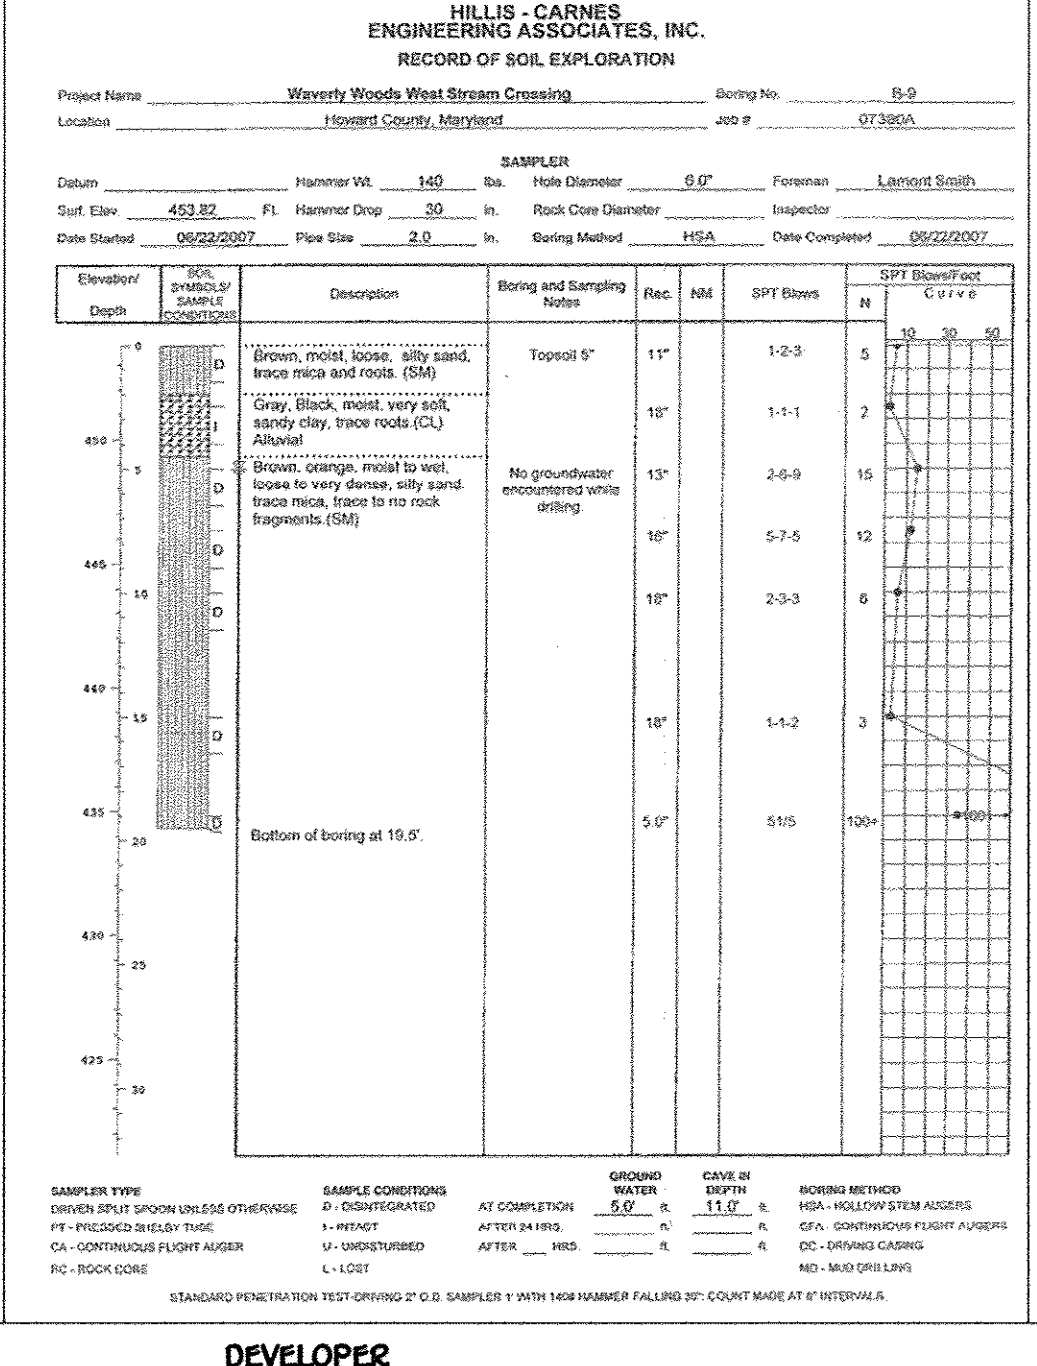 HILLIS - CARNES
ENGINEERING ASSOCIATES, INC.
RECORD OF SOIL EXPLORATION
Project Name Waverly Woods West Stream Crossing Boring No. B-9
Location Howard County, Maryland Job # 07380A
SAMPLER
Datum Hammer Wt. 140 lbs. Hole Diameter 6.0" Foreman Lamont Smith
Surf. Elev. 453.82 Ft. Hammer Drop 30 in. Rock Core Diameter Inspector
Date Started 06/22/2007 Pipe Size 2.0 in. Boring Method HSA Date Completed 06/22/2007
Elevation/ Depth
SOIL SYMBOLS/ SAMPLE CONDITIONS
Description
Boring and Sampling Notes
Rec. NM SPT Blows N
SPT Blows/Foot
Curve
10 30 50
0 D Brown, moist, loose, silty sand, Topsoil 5" 11" 1-2-3 5
trace mica and roots. (SM)
Gray, Black, moist, very soft, 18" 1-1-1 2
I sandy clay, trace roots.(CL)
450 Alluvial
5 Brown, orange, moist to wet, No groundwater 13" 2-6-9 15
D loose to very dense, silty sand, encountered while
trace mica, trace to no rock drilling.
fragments.(SM)
D 16" 5-7-5 12
445
10 D 18" 2-3-3 6
440
15 D 18" 1-1-2 3
435 D 5.0" 51/5 100+
20 Bottom of boring at 19.5'.
430
25
425
30
GROUND WATER CAVE IN DEPTH
SAMPLER TYPE SAMPLE CONDITIONS BORING METHOD
DRIVEN SPLIT SPOON UNLESS OTHERWISE D - DISINTEGRATED AT COMPLETION 5.0' ft. 11.0' ft. HSA - HOLLOW STEM AUGERS
PT - PRESSED SHELBY TUBE I - INTACT AFTER 24 HRS. ft. ft. CFA - CONTINUOUS FLIGHT AUGERS
CA - CONTINUOUS FLIGHT AUGER U - UNDISTURBED AFTER HRS. ft. ft. DC - DRIVING CASING
RC - ROCK CORE L - LOST MD - MUD DRILLING
STANDARD PENETRATION TEST-DRIVING 2" O.D. SAMPLER 1' WITH 140# HAMMER FALLING 30": COUNT MADE AT 6" INTERVALS.
DEVELOPER